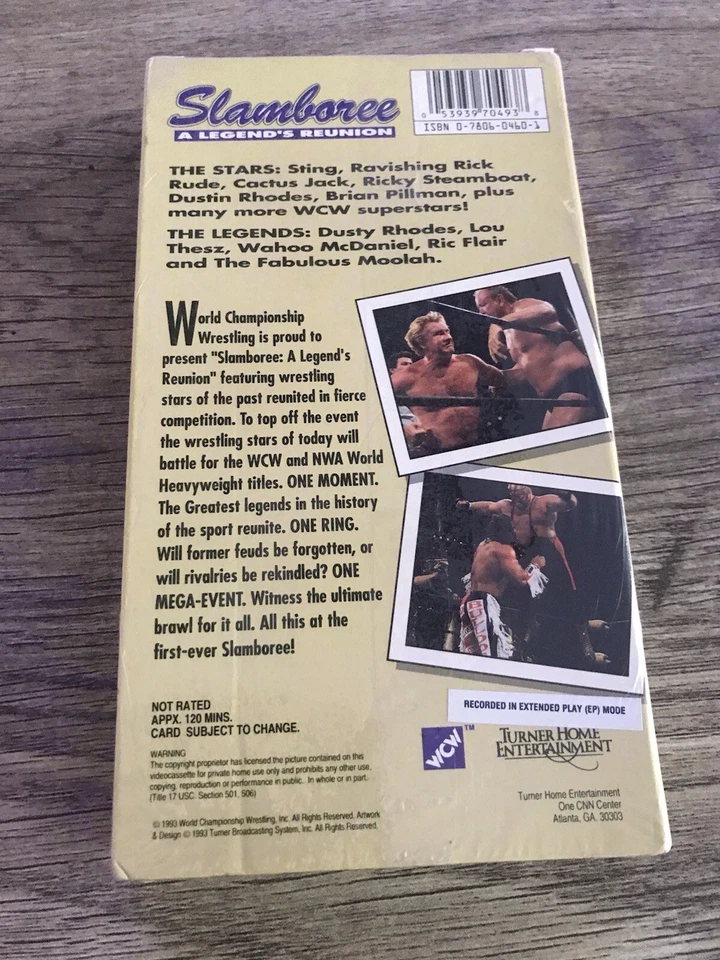 Slamboree
A LEGEND'S REUNION
0 53939 70493 8
ISBN 0-7806-0460-1
THE STARS: Sting, Ravishing Rick
Rude, Cactus Jack, Ricky Steamboat,
Dustin Rhodes, Brian Pillman, plus
many more WCW superstars!
THE LEGENDS: Dusty Rhodes, Lou
Thesz, Wahoo McDaniel, Ric Flair
and The Fabulous Moolah.
World Championship
Wrestling is proud to
present "Slamboree: A Legend's
Reunion" featuring wrestling
stars of the past reunited in fierce
competition. To top off the event
the wrestling stars of today will
battle for the WCW and NWA World
Heavyweight titles. ONE MOMENT.
The Greatest legends in the history
of the sport reunite. ONE RING.
Will former feuds be forgotten, or
will rivalries be rekindled? ONE
MEGA-EVENT. Witness the ultimate
brawl for it all. All this at the
first-ever Slamboree!
BULLDO
NOT RATED
APPX. 120 MINS.
CARD SUBJECT TO CHANGE.
RECORDED IN EXTENDED PLAY (EP) MODE
WARNING
The copyright proprietor has licensed the picture contained on this
videocassette for private home use only and prohibits any other use,
copying, reproduction or performance in public. In whole or in part.
(Title 17 USC. Section 501, 506)
© 1993 World Championship Wrestling, Inc. All Rights Reserved. Artwork
& Design © 1993 Turner Broadcasting System, Inc. All Rights Reserved.
WCW™
TURNER HOME
ENTERTAINMENT
Turner Home Entertainment
One CNN Center
Atlanta, GA. 30303